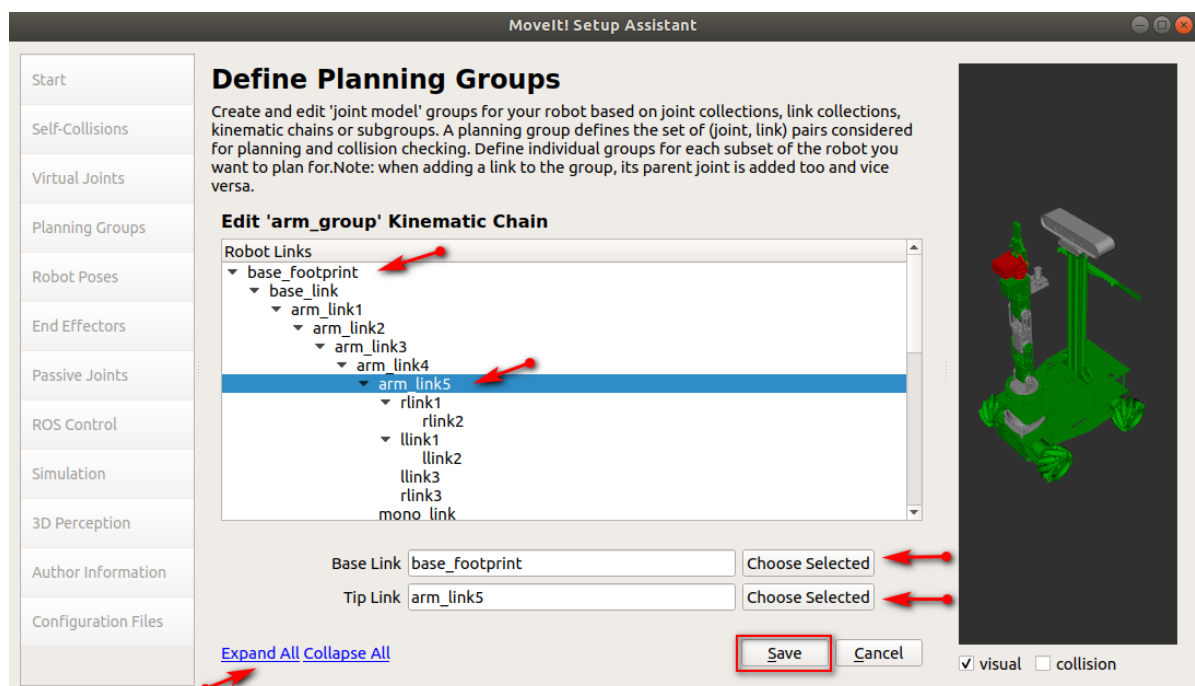 MoveIt! Setup Assistant
Start
Self-Collisions
Virtual Joints
Planning Groups
Robot Poses
End Effectors
Passive Joints
ROS Control
Simulation
3D Perception
Author Information
Configuration Files
Define Planning Groups
Create and edit 'joint model' groups for your robot based on joint collections, link collections,
kinematic chains or subgroups. A planning group defines the set of (joint, link) pairs considered
for planning and collision checking. Define individual groups for each subset of the robot you
want to plan for.Note: when adding a link to the group, its parent joint is added too and vice
versa.
Edit 'arm_group' Kinematic Chain
Robot Links
base_footprint
base_link
arm_link1
arm_link2
arm_link3
arm_link4
arm_link5
rlink1
rlink2
llink1
llink2
llink3
rlink3
mono_link
Base Link base_footprint Choose Selected
Tip Link arm_link5 Choose Selected
Expand All Collapse All Save Cancel
visual collision